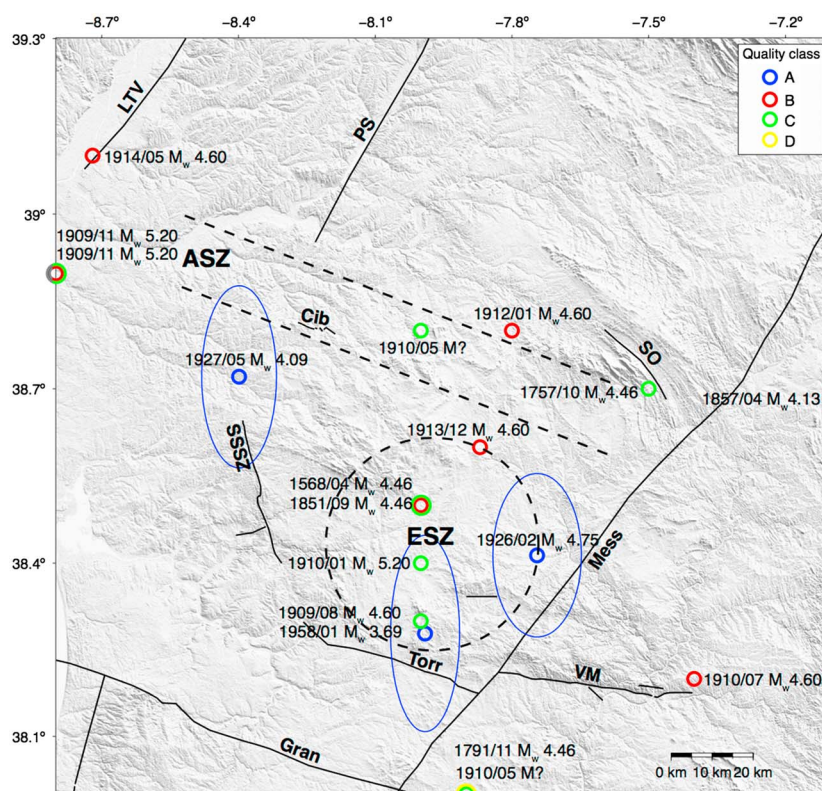 −8.7° −8.4° −8.1° −7.8° −7.5° −7.2°
39.3°
Quality class
A
B
C
D
LTV
PS
1914/05 Mw 4.60
39°
1909/11 Mw 5.20
1909/11 Mw 5.20
ASZ
Cib
1912/01 Mw 4.60
1910/05 M?
SO
1927/05 Mw 4.09
38.7°
1757/10 Mw 4.46
1857/04 Mw 4.13
1913/12 Mw 4.60
SSSZ
1568/04 Mw 4.46
1851/09 Mw 4.46
ESZ
1926/02 Mw 4.75
Mess
38.4°
1910/01 Mw 5.20
1909/08 Mw 4.60
1958/01 Mw 3.69
Torr
VM
1910/07 Mw 4.60
38.1°
Gran
1791/11 Mw 4.46
1910/05 M?
0 km 10 km 20 km